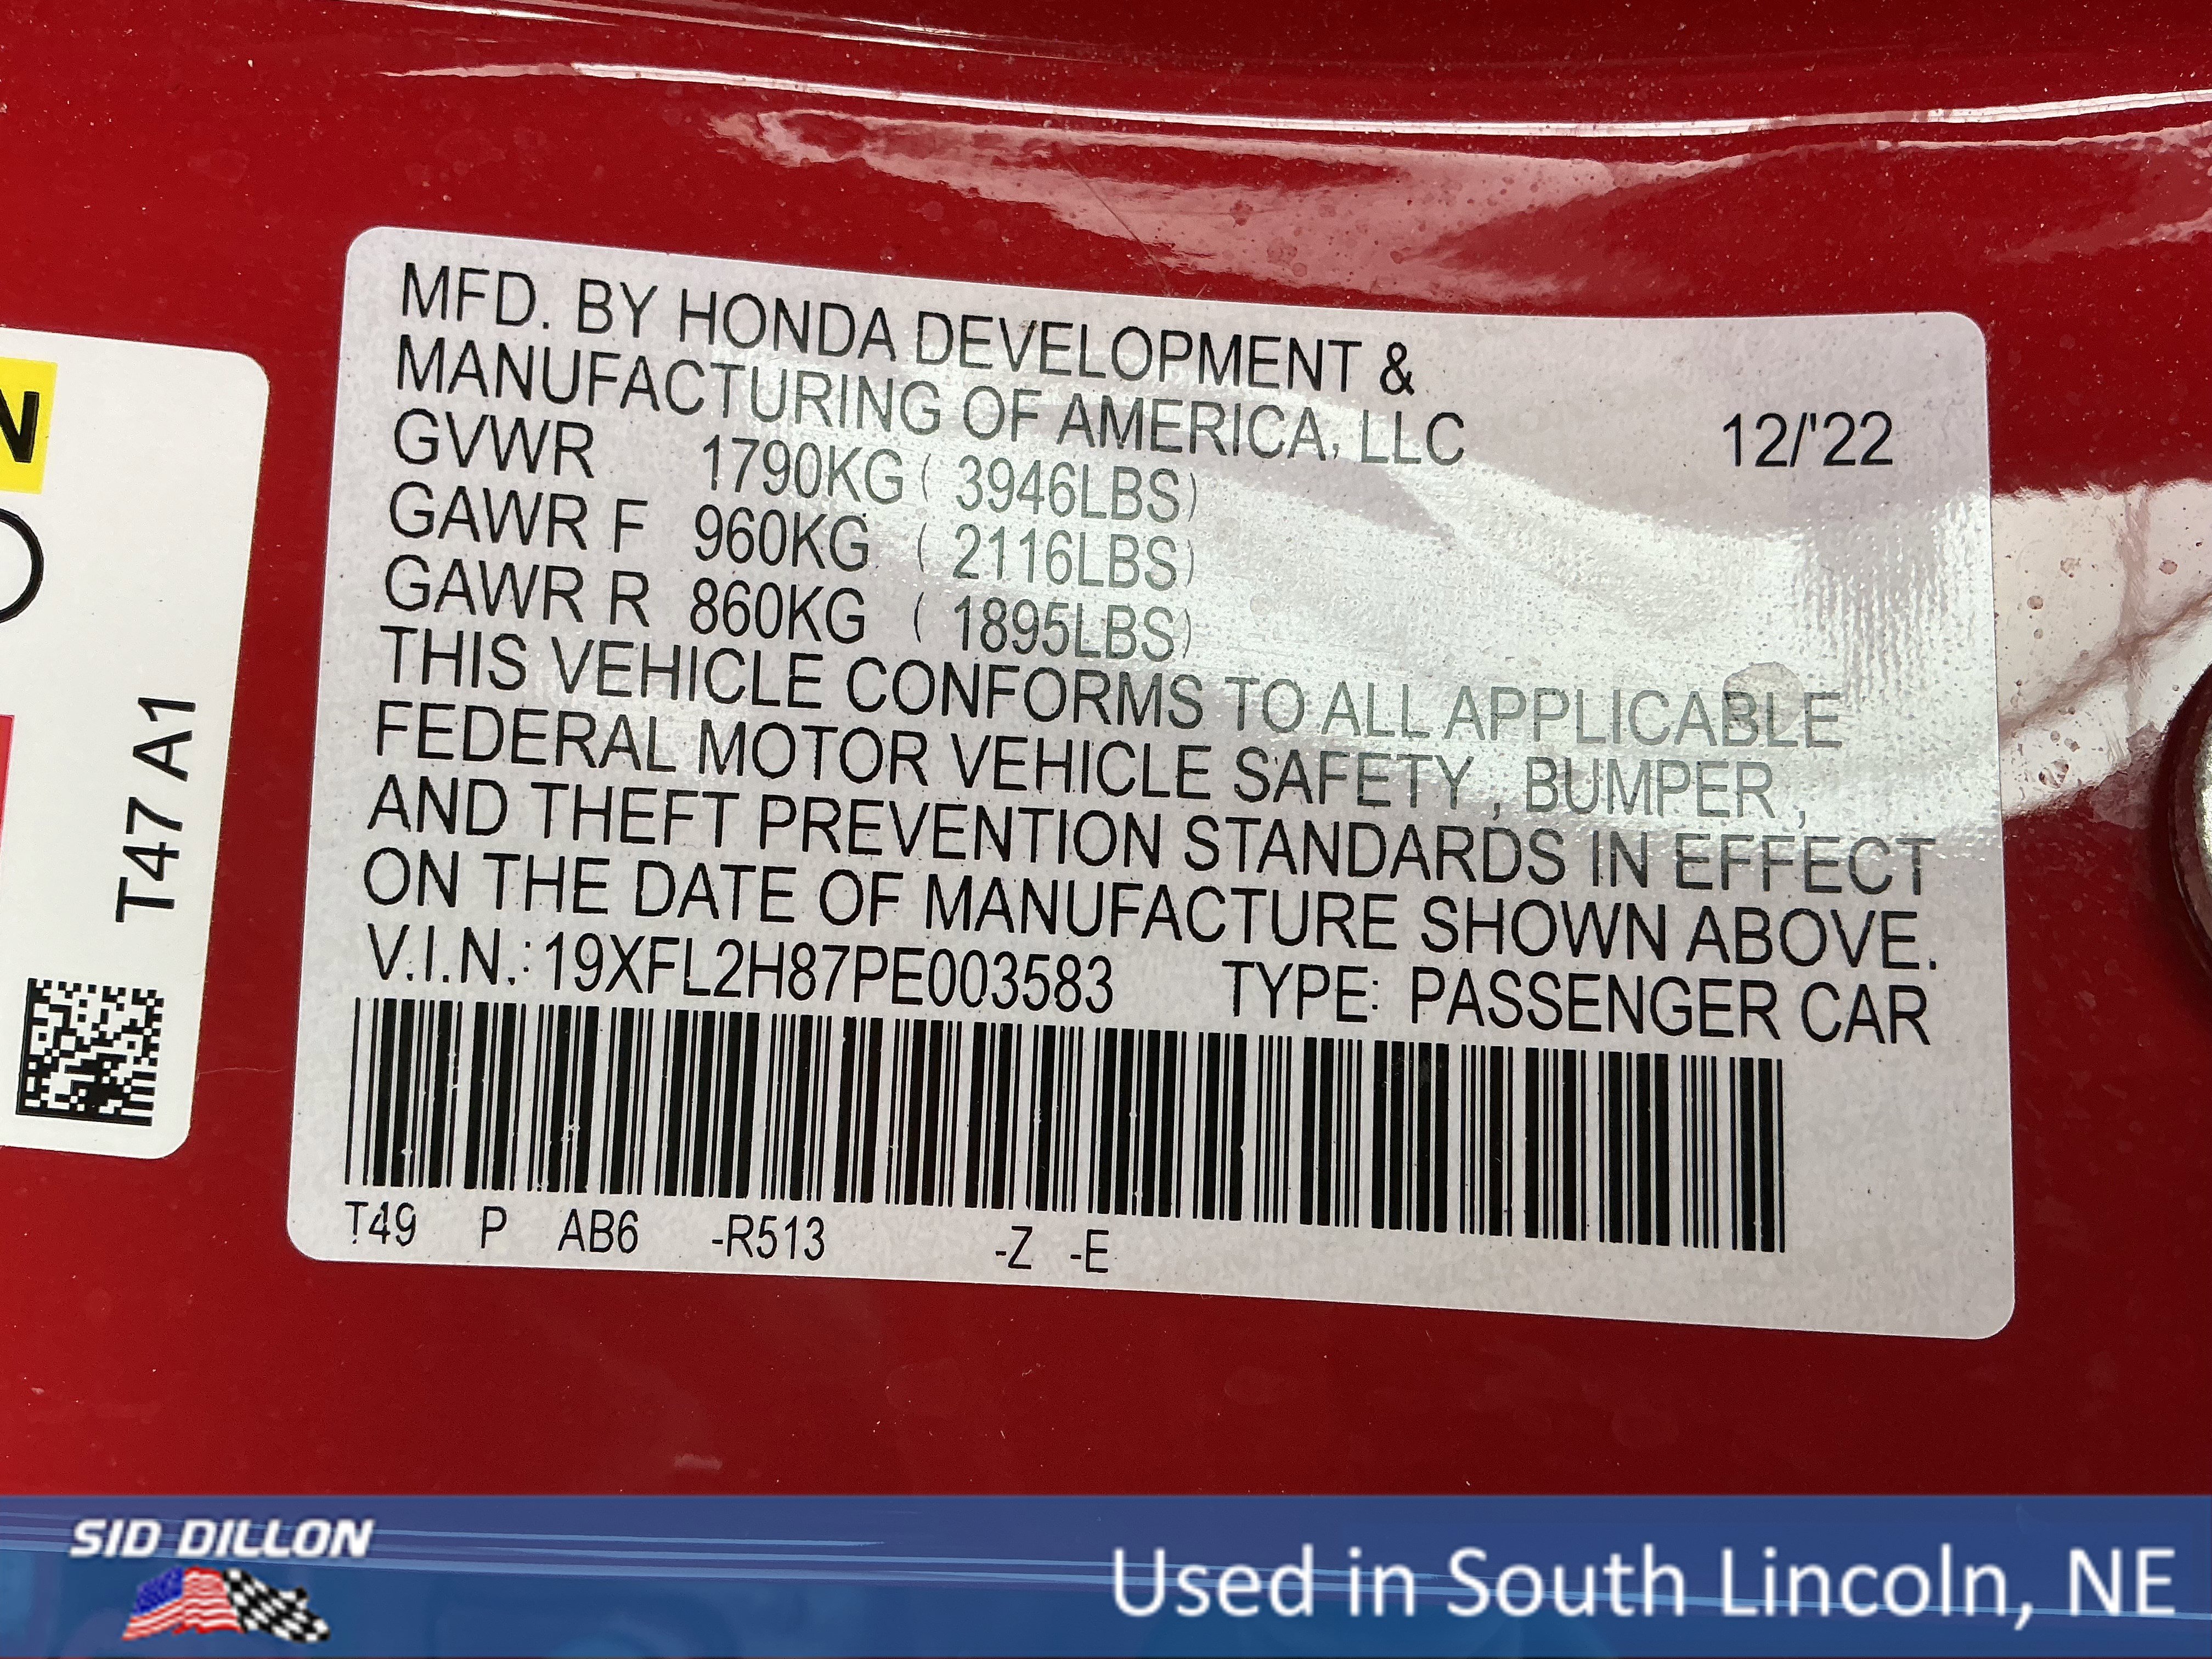 MFD. BY HONDA DEVELOPMENT &
MANUFACTURING OF AMERICA, LLC 12/'22
GVWR 1790KG ( 3946LBS)
GAWR F 960KG ( 2116LBS)
GAWR R 860KG ( 1895LBS)
THIS VEHICLE CONFORMS TO ALL APPLICABLE
FEDERAL MOTOR VEHICLE SAFETY , BUMPER ,
AND THEFT PREVENTION STANDARDS IN EFFECT
ON THE DATE OF MANUFACTURE SHOWN ABOVE.
V.I.N.: 19XFL2H87PE003583 TYPE: PASSENGER CAR
T49 P AB6 -R513 -Z -E
T47 A1
N
SID DILLON
Used in South Lincoln, NE